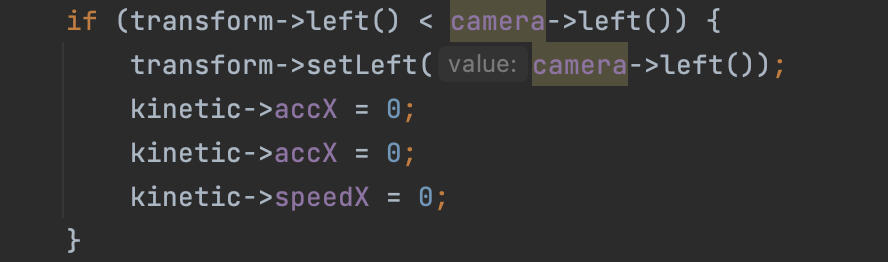 if (transform->left() < camera->left()) {
transform->setLeft( value: camera->left());
kinetic->accX = 0;
kinetic->accX = 0;
kinetic->speedX = 0;
}